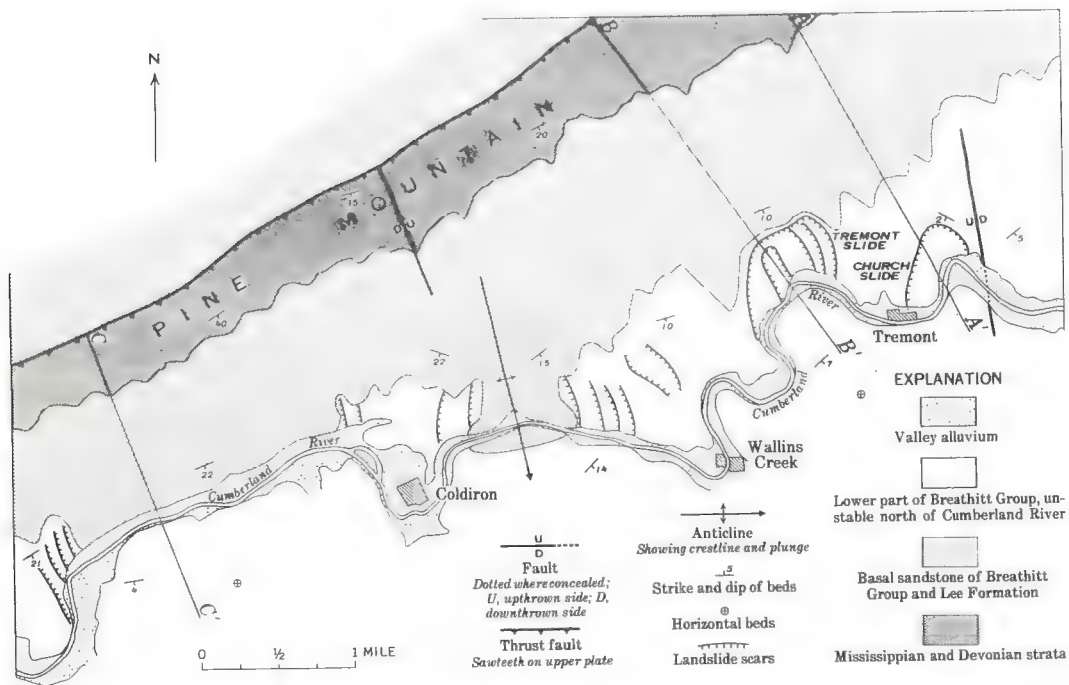 N
B
20
PINE MOUNTAIN
15
D U
C
40
10
TREMONT
SLIDE
CHURCH
SLIDE
21
U D
5
River
Tremont
A'
B'
7
Cumberland
10
22
15
River
Cumberland
22
Coldiron
14
Wallins
Creek
21
4
C'
0 1/2 1 MILE
U
D
Fault
Dotted where concealed;
U, upthrown side; D,
downthrown side
Thrust fault
Sawteeth on upper plate
Anticline
Showing crestline and plunge
5
Strike and dip of beds
Horizontal beds
Landslide scars
EXPLANATION
Valley alluvium
Lower part of Breathitt Group, un-
stable north of Cumberland River
Basal sandstone of Breathitt
Group and Lee Formation
Mississippian and Devonian strata